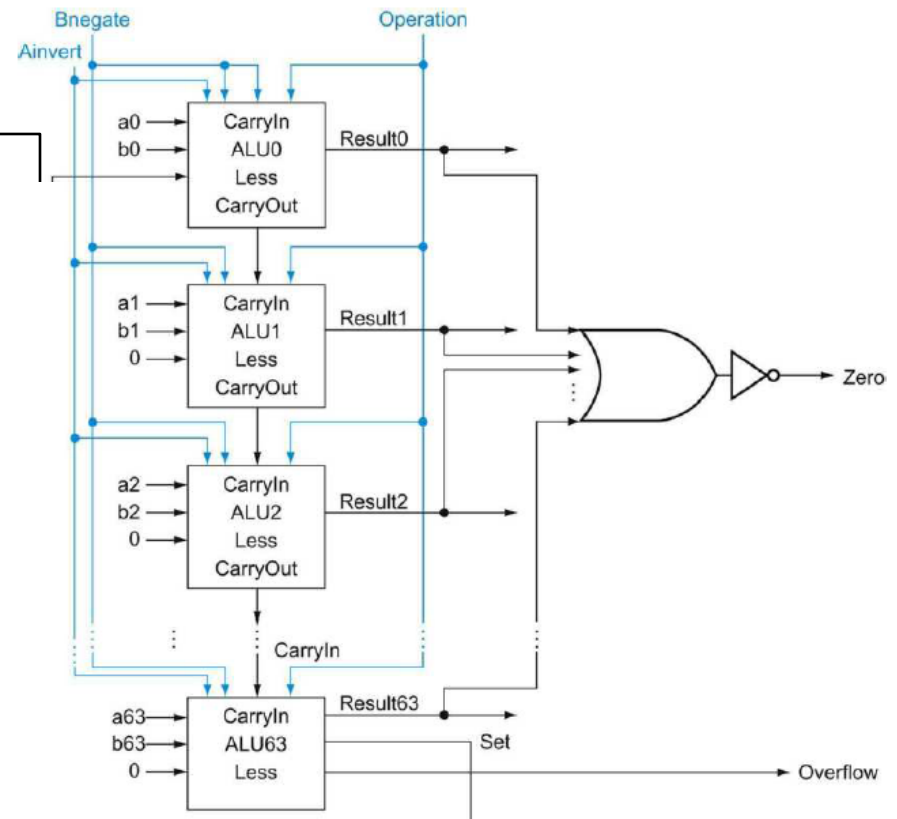 Bnegate
Operation
Ainvert
a0
b0
CarryIn
ALU0
Less
CarryOut
Result0
a1
b1
0
CarryIn
ALU1
Less
CarryOut
Result1
Zero
a2
b2
0
CarryIn
ALU2
Less
CarryOut
Result2
CarryIn
a63
b63
0
CarryIn
ALU63
Less
Result63
Set
Overflow